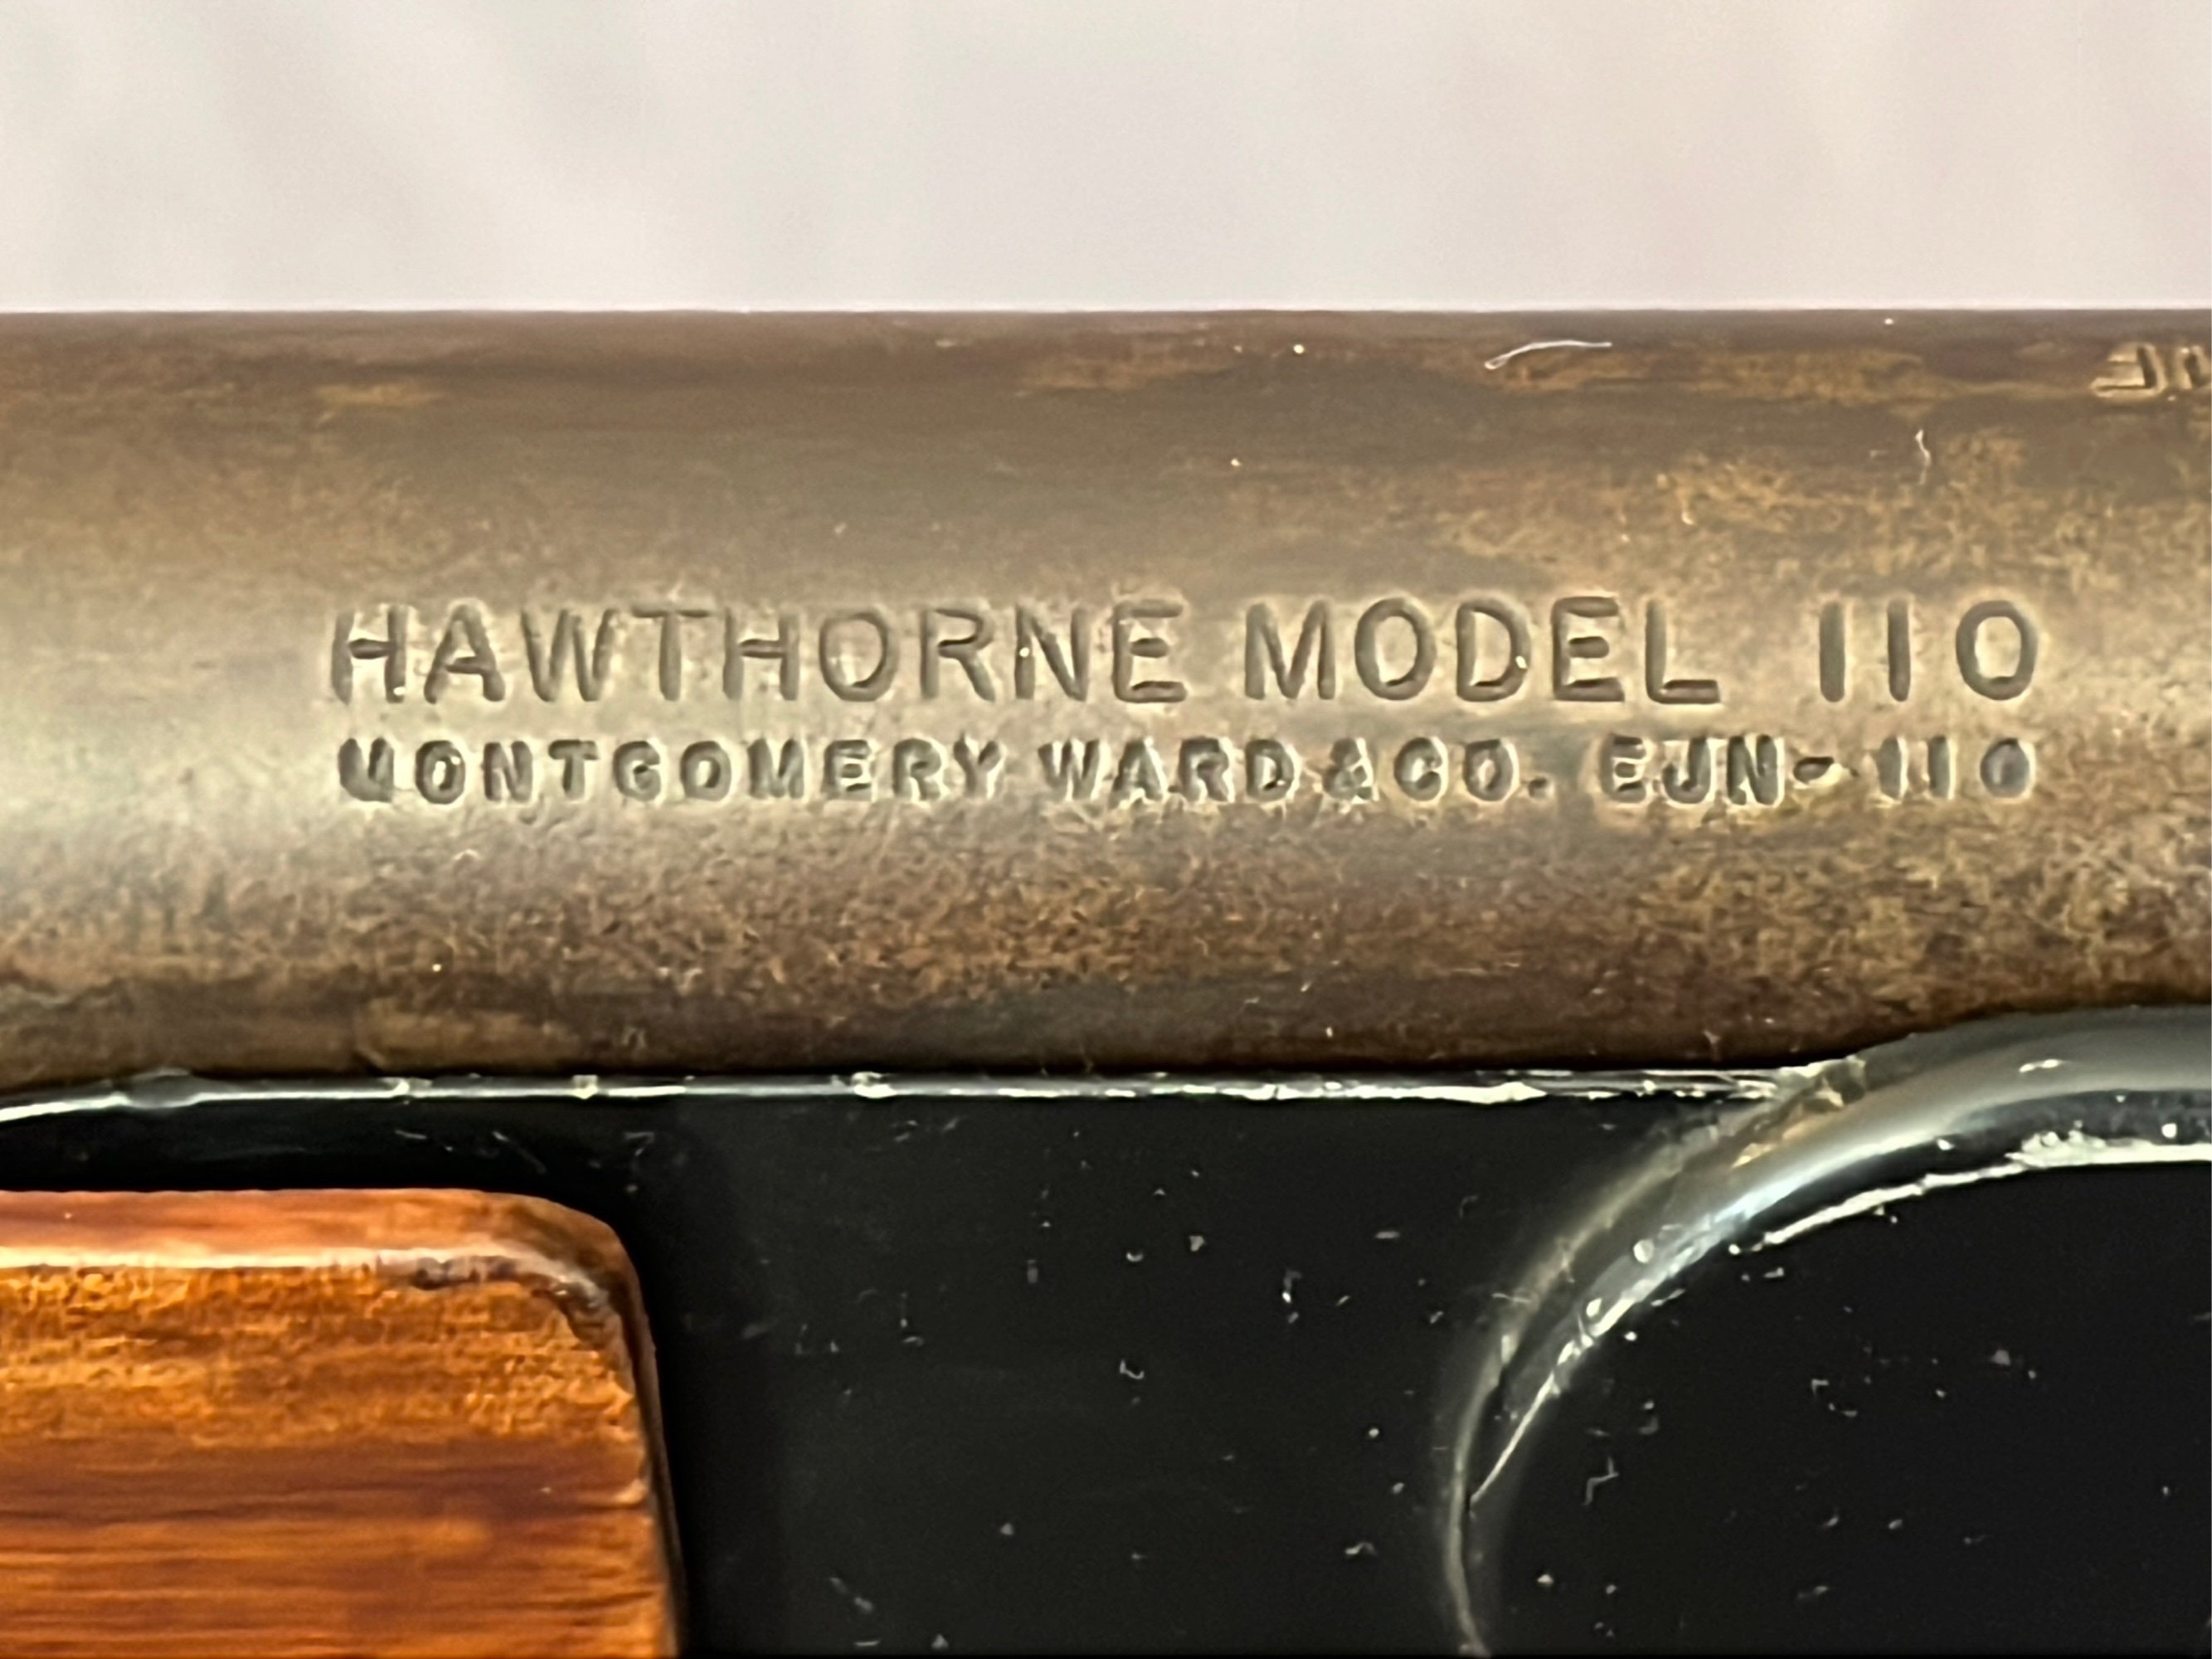 HAWTHORNE MODEL 110
MONTGOMERY WARD & CO. EJN-110